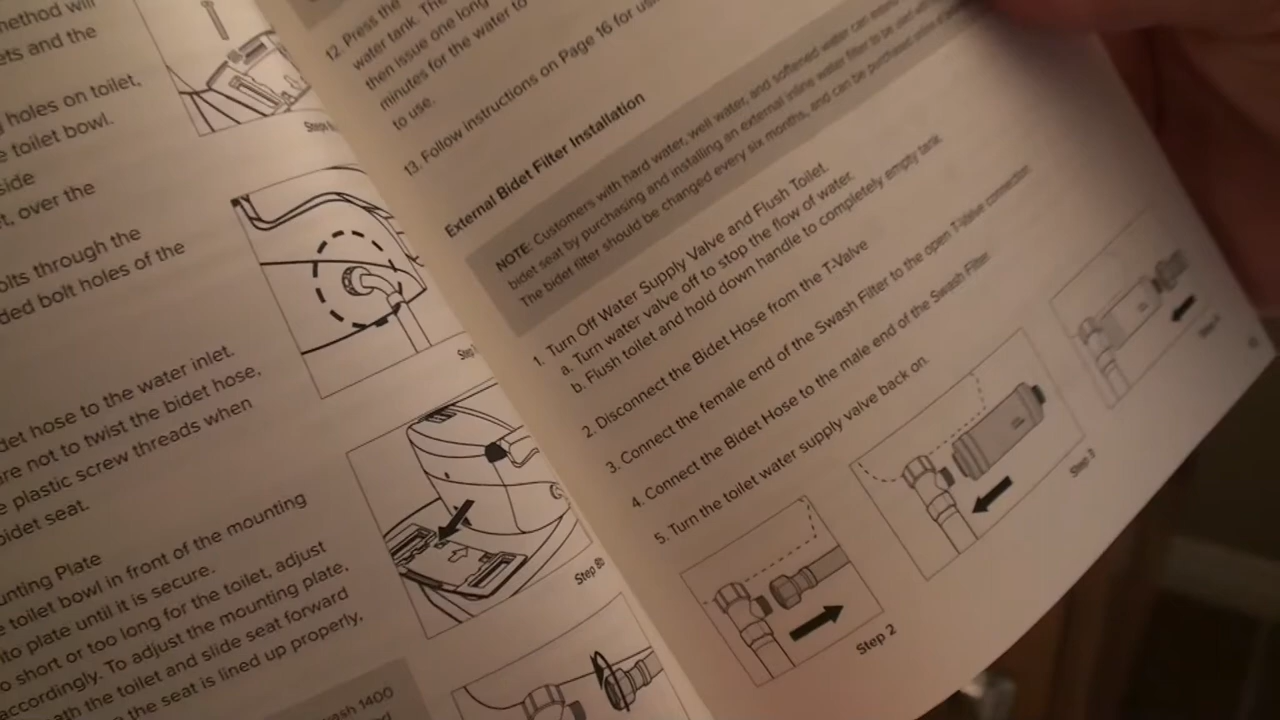 method will
ets and the
holes on toilet,
e toilet bowl.
side
t, over the
olts through the
ded bolt holes of the
det hose to the water inlet.
re not to twist the bidet hose,
e plastic screw threads when
bidet seat.
unting Plate
e toilet bowl in front of the mounting
nto plate until it is secure.
o short or too long for the toilet, adjust
accordingly. To adjust the mounting plate,
ath the toilet and slide seat forward
the seat is lined up properly,
wash 1400
Step 8b
12. Press the
water tank. The
then issue one long
minutes for the water to
to use.
13. Follow instructions on Page 16 for
External Bidet Filter Installation
NOTE: Customers with hard water, well water, and softened water can
bidet seat by purchasing and installing an external inline water filter to be
The bidet filter should be changed every six months, and can be purchased
1. Turn Off Water Supply Valve and Flush Toilet.
a. Turn water valve off to stop the flow of water.
b. Flush toilet and hold down handle to completely empty tank.
2. Disconnect the Bidet Hose from the T-Valve
3. Connect the female end of the Swash Filter to the open T-Valve connection.
4. Connect the Bidet Hose to the male end of the Swash Filter.
5. Turn the toilet water supply valve back on.
Step 2
Step 3